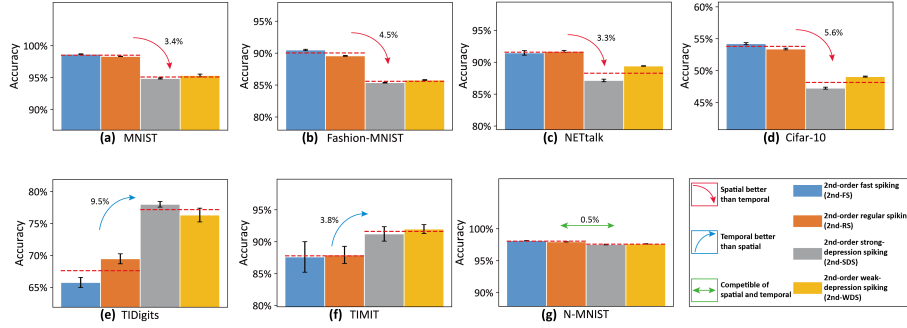 Accuracy
100%
95%
90%
3.4%
(a) MNIST
Accuracy
95%
90%
85%
80%
4.5%
(b) Fashion-MNIST
Accuracy
95%
90%
85%
80%
3.3%
(c) NETtalk
Accuracy
60%
55%
50%
45%
5.6%
(d) Cifar-10
Accuracy
80%
75%
70%
65%
9.5%
(e) TIDigits
Accuracy
95%
90%
85%
80%
3.8%
(f) TIMIT
Accuracy
100%
95%
90%
0.5%
(g) N-MNIST
Spatial better
than temporal
Temporal better
than spatial
Competible of
spatial and temporal
2nd-order fast spiking
(2nd-FS)
2nd-order regular spikin
(2nd-RS)
2nd-order strong-
depression spiking
(2nd-SDS)
2nd-order weak-
depression spiking
(2nd-WDS)